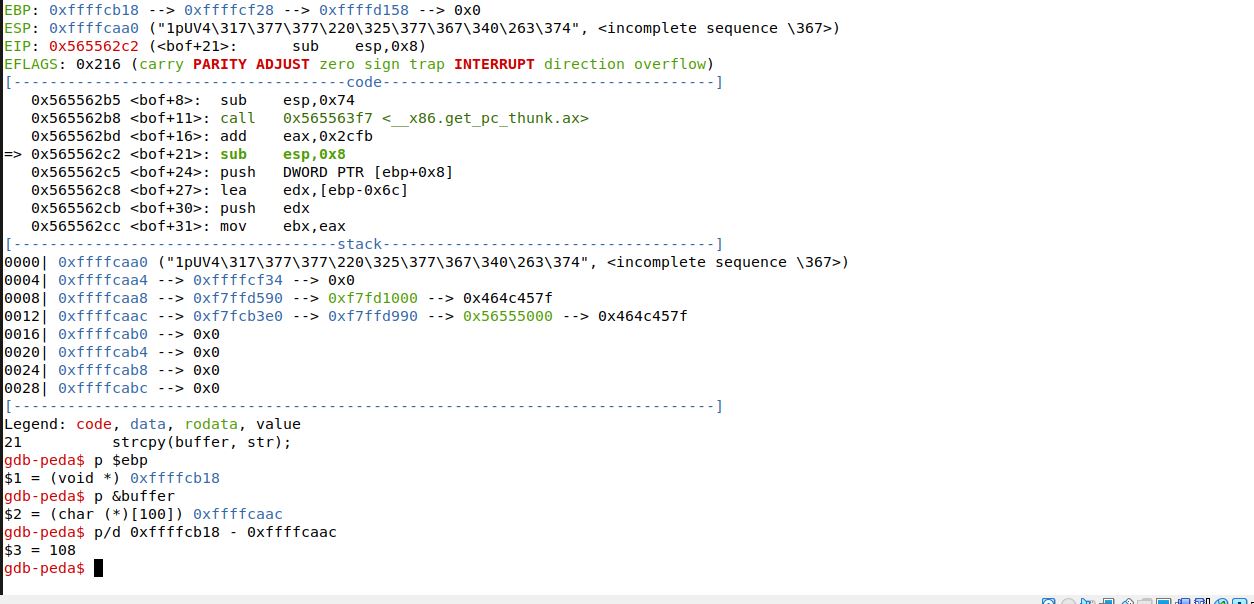 EBP: 0xffffcb18 --> 0xffffcf28 --> 0xffffd158 --> 0x0
ESP: 0xffffcaa0 ("1pUV4\317\377\377\220\325\377\367\340\263\374", <incomplete sequence \367>)
EIP: 0x565562c2 (<bof+21>:      sub    esp,0x8)
EFLAGS: 0x216 (carry PARITY ADJUST zero sign trap INTERRUPT direction overflow)
[-------------------------------------code-------------------------------------]
   0x565562b5 <bof+8>:  sub    esp,0x74
   0x565562b8 <bof+11>: call   0x565563f7 <__x86.get_pc_thunk.ax>
   0x565562bd <bof+16>: add    eax,0x2cfb
=> 0x565562c2 <bof+21>: sub    esp,0x8
   0x565562c5 <bof+24>: push   DWORD PTR [ebp+0x8]
   0x565562c8 <bof+27>: lea    edx,[ebp-0x6c]
   0x565562cb <bof+30>: push   edx
   0x565562cc <bof+31>: mov    ebx,eax
[------------------------------------stack-------------------------------------]
0000| 0xffffcaa0 ("1pUV4\317\377\377\220\325\377\367\340\263\374", <incomplete sequence \367>)
0004| 0xffffcaa4 --> 0xffffcf34 --> 0x0
0008| 0xffffcaa8 --> 0xf7ffd590 --> 0xf7fd1000 --> 0x464c457f
0012| 0xffffcaac --> 0xf7fcb3e0 --> 0xf7ffd990 --> 0x56555000 --> 0x464c457f
0016| 0xffffcab0 --> 0x0
0020| 0xffffcab4 --> 0x0
0024| 0xffffcab8 --> 0x0
0028| 0xffffcabc --> 0x0
[------------------------------------------------------------------------------]
Legend: code, data, rodata, value
21          strcpy(buffer, str);
gdb-peda$ p $ebp
$1 = (void *) 0xffffcb18
gdb-peda$ p &buffer
$2 = (char (*)[100]) 0xffffcaac
gdb-peda$ p/d 0xffffcb18 - 0xffffcaac
$3 = 108
gdb-peda$